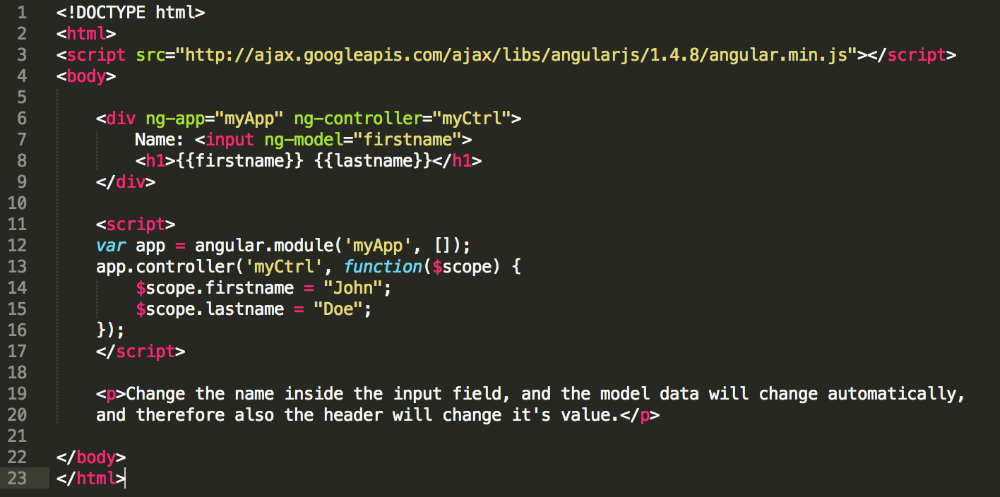 1 <!DOCTYPE html>
2 <html>
3 <script src="http://ajax.googleapis.com/ajax/libs/angularjs/1.4.8/angular.min.js"></script>
4 <body>
5
6     <div ng-app="myApp" ng-controller="myCtrl">
7         Name: <input ng-model="firstname">
8         <h1>{{firstname}} {{lastname}}</h1>
9     </div>
10
11     <script>
12     var app = angular.module('myApp', []);
13     app.controller('myCtrl', function($scope) {
14         $scope.firstname = "John";
15         $scope.lastname = "Doe";
16     });
17     </script>
18
19     <p>Change the name inside the input field, and the model data will change automatically,
20     and therefore also the header will change it's value.</p>
21
22 </body>
23 </html>